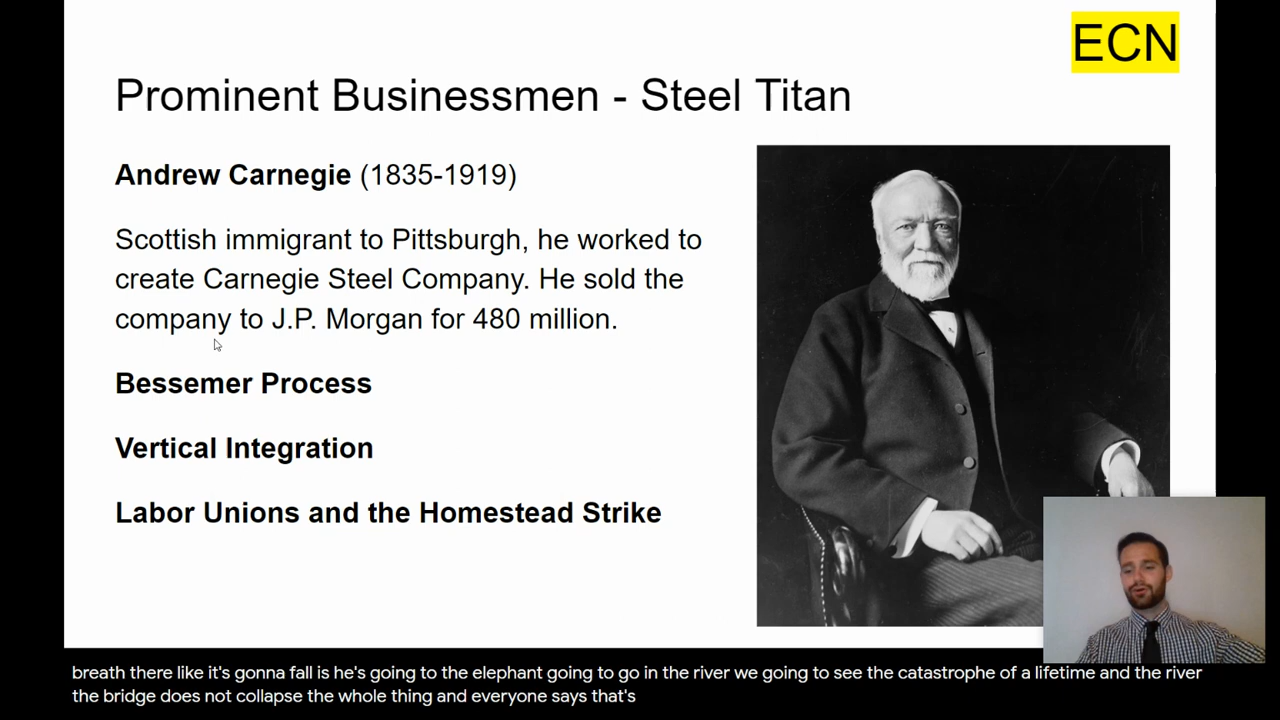 ECN
Prominent Businessmen - Steel Titan
Andrew Carnegie (1835-1919)
Scottish immigrant to Pittsburgh, he worked to
create Carnegie Steel Company. He sold the
company to J.P. Morgan for 480 million.
Bessemer Process
Vertical Integration
Labor Unions and the Homestead Strike
breath there like it's gonna fall is he's going to the elephant going to go in the river we going to see the catastrophe of a lifetime and the river
the bridge does not collapse the whole thing and everyone says that's